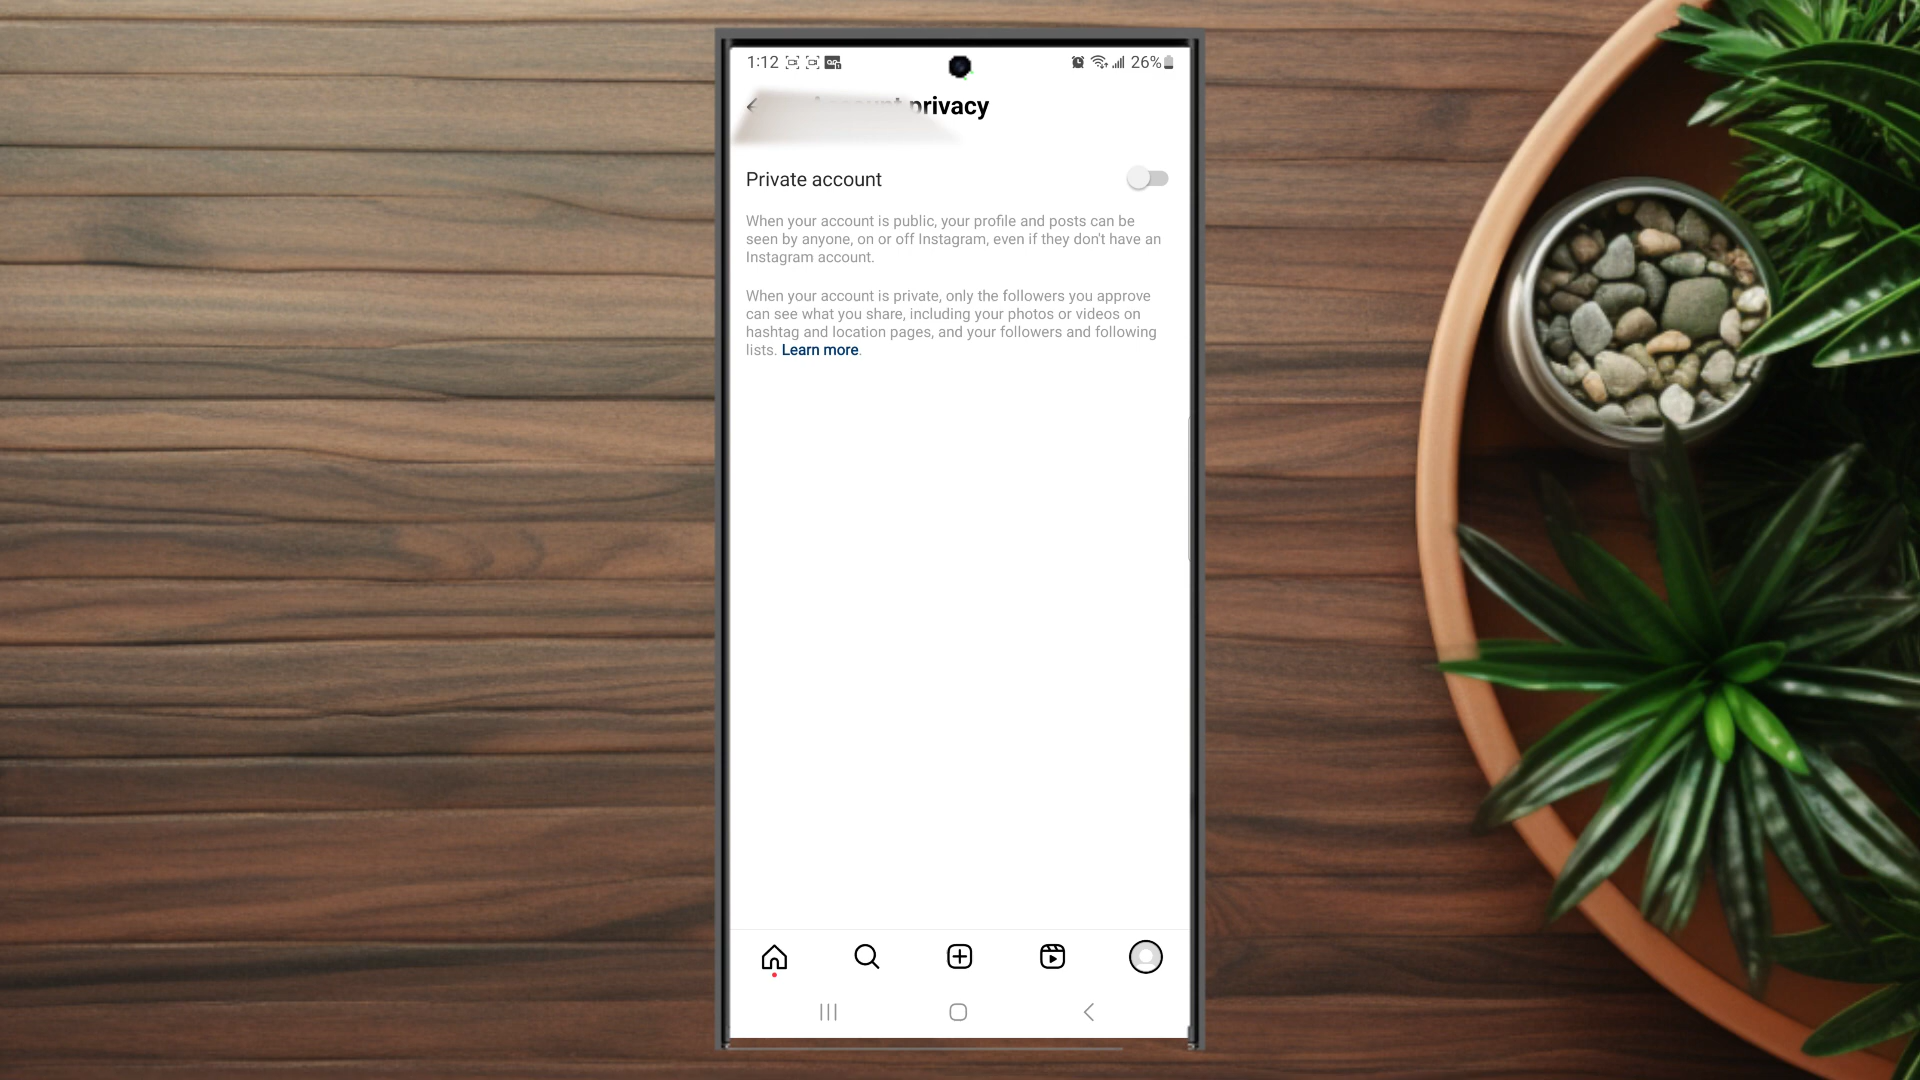 1:12
26%
privacy
Private account
When your account is public, your profile and posts can be
seen by anyone, on or off Instagram, even if they don't have an
Instagram account.
When your account is private, only the followers you approve
can see what you share, including your photos or videos on
hashtag and location pages, and your followers and following
lists. Learn more.